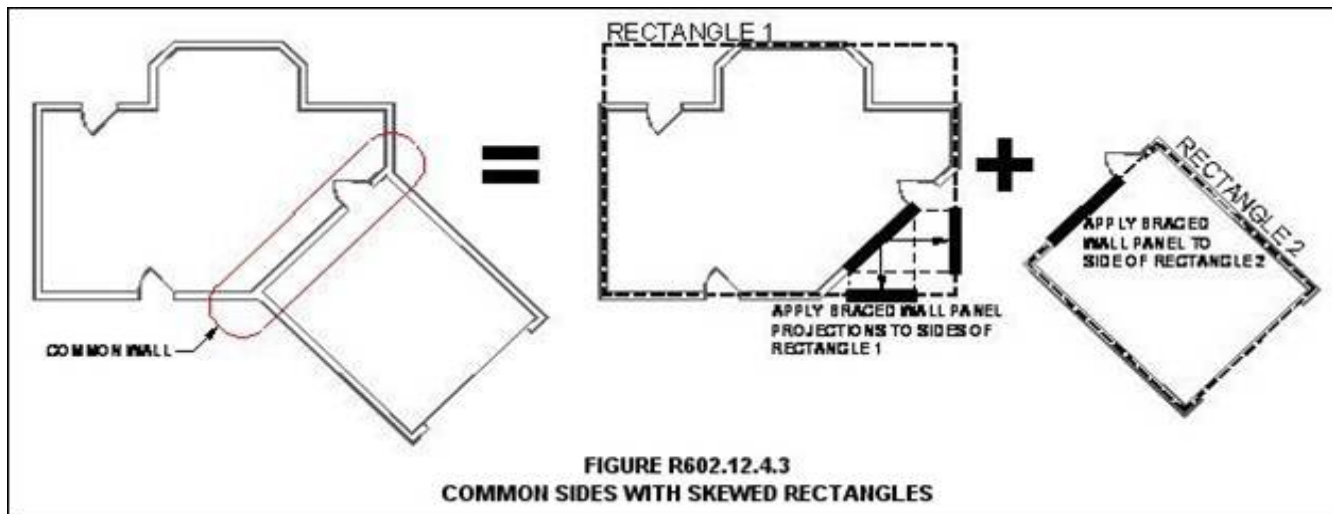 RECTANGLE 1
RECTANGLE 2
APPLY BRACED
WALL PANEL TO
SIDE OF RECTANGLE 2
APPLY BRACED WALL PANEL
PROJECTIONS TO SIDES OF
RECTANGLE 1
COMMON WALL
FIGURE R602.12.4.3
COMMON SIDES WITH SKEWED RECTANGLES